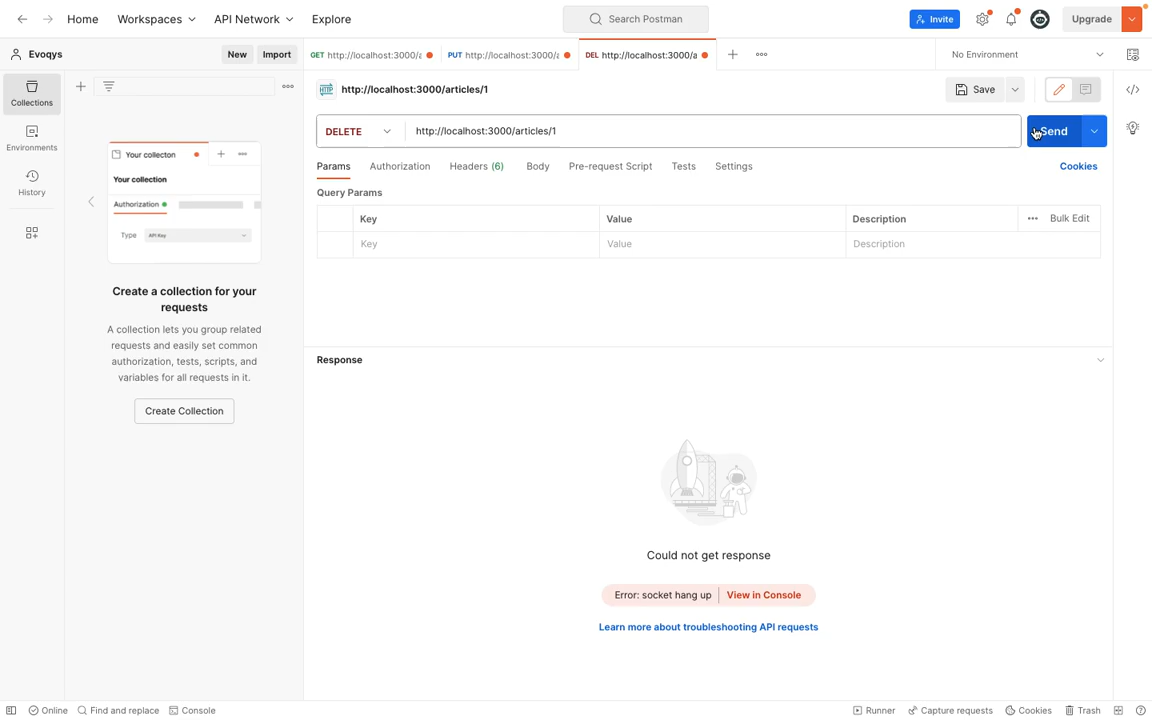 Home Workspaces API Network Explore Search Postman Invite Upgrade
Evoqys New Import GET http://localhost:3000/a PUT http://localhost:3000/a DEL http://localhost:3000/a No Environment
Collections
Environments
History
Your collecton
Your collection
Authorization
Type API Key
Create a collection for your
requests
A collection lets you group related
requests and easily set common
authorization, tests, scripts, and
variables for all requests in it.
Create Collection
HTTP http://localhost:3000/articles/1 Save
DELETE http://localhost:3000/articles/1 Send
Params Authorization Headers (6) Body Pre-request Script Tests Settings Cookies
Query Params
Key Value Description Bulk Edit
Key Value Description
Response
Could not get response
Error: socket hang up View in Console
Learn more about troubleshooting API requests
Online Find and replace Console Runner Capture requests Cookies Trash